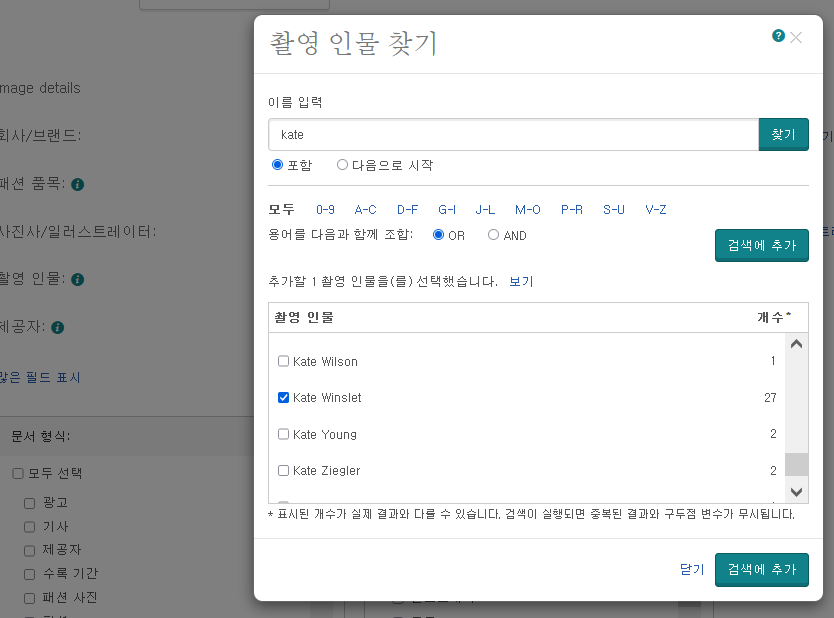 촬영 인물 찾기
?
mage details
이름 입력
kate
찾기
회사/브랜드:
포함
다음으로 시작
패션 품목:
모두 0-9 A-C D-F G-I J-L M-O P-R S-U V-Z
사진사/일러스트레이터:
용어를 다음과 함께 조합: OR AND
검색에 추가
촬영 인물:
추가할 1 촬영 인물을(를) 선택했습니다. 보기
제공자:
촬영 인물 개수*
Kate Wilson 1
많은 필드 표시
Kate Winslet 27
문서 형식:
Kate Young 2
모두 선택
Kate Ziegler 2
광고
* 표시된 개수가 실제 결과와 다를 수 있습니다. 검색이 실행되면 중복된 결과와 구두점 변수가 무시됩니다.
기사
제공자
수록 기간
닫기 검색에 추가
패션 사진